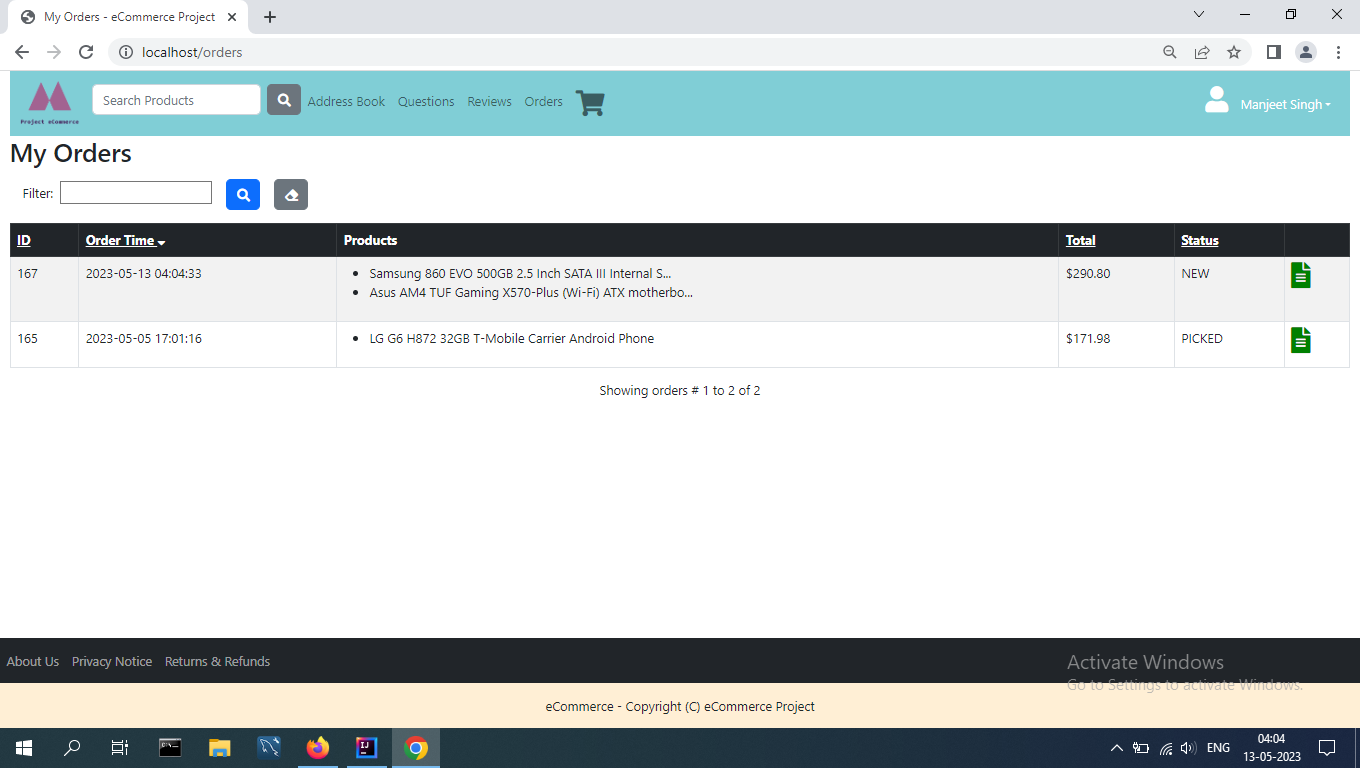 My Orders - eCommerce Project
localhost/orders
Project eCommerce
Search Products
Address Book Questions Reviews Orders
Manjeet Singh
My Orders
Filter:
ID Order Time Products Total Status
167 2023-05-13 04:04:33 Samsung 860 EVO 500GB 2.5 Inch SATA III Internal S... $290.80 NEW
Asus AM4 TUF Gaming X570-Plus (Wi-Fi) ATX motherbo...
165 2023-05-05 17:01:16 LG G6 H872 32GB T-Mobile Carrier Android Phone $171.98 PICKED
Showing orders # 1 to 2 of 2
About Us Privacy Notice Returns & Refunds
Activate Windows
Go to Settings to activate Windows.
eCommerce - Copyright (C) eCommerce Project
ENG
04:04
13-05-2023